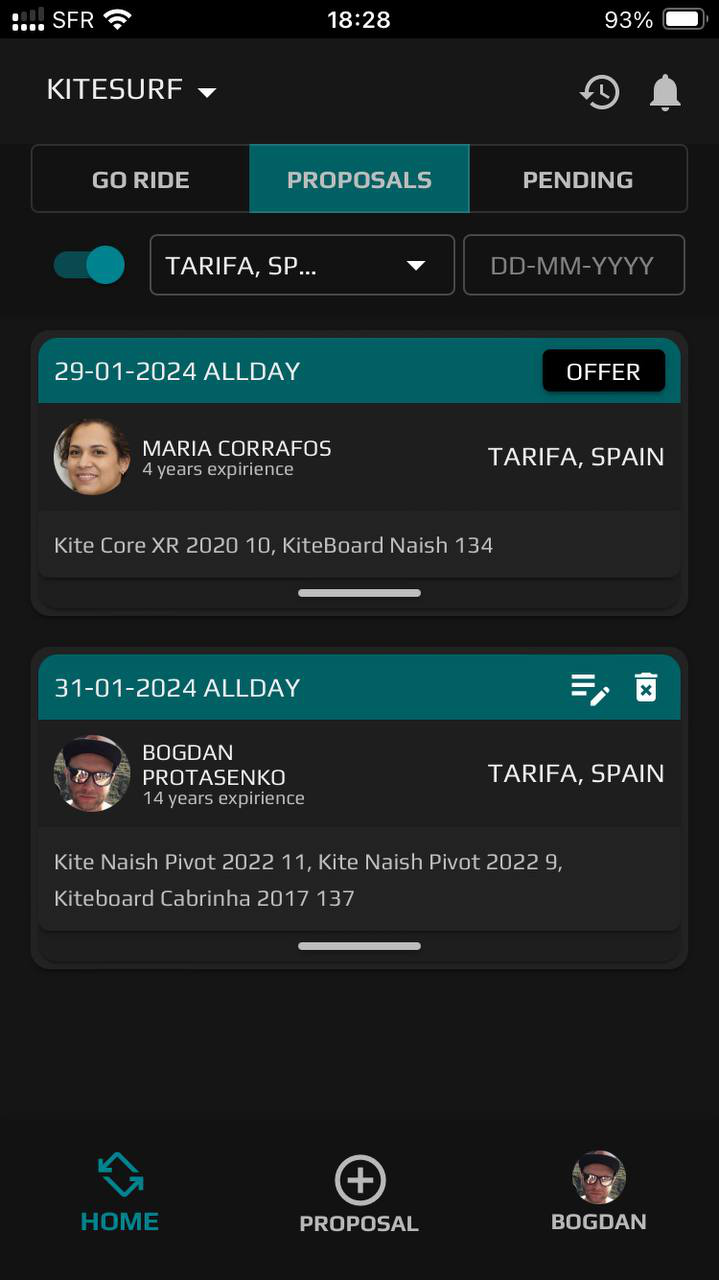 SFR 18:28 93%
KITESURF
GO RIDE PROPOSALS PENDING
TARIFA, SP... DD-MM-YYYY
29-01-2024 ALLDAY OFFER
MARIA CORRAFOS
4 years expirience
TARIFA, SPAIN
Kite Core XR 2020 10, KiteBoard Naish 134
31-01-2024 ALLDAY
BOGDAN
PROTASENKO
14 years expirience
TARIFA, SPAIN
Kite Naish Pivot 2022 11, Kite Naish Pivot 2022 9,
Kiteboard Cabrinha 2017 137
HOME PROPOSAL BOGDAN